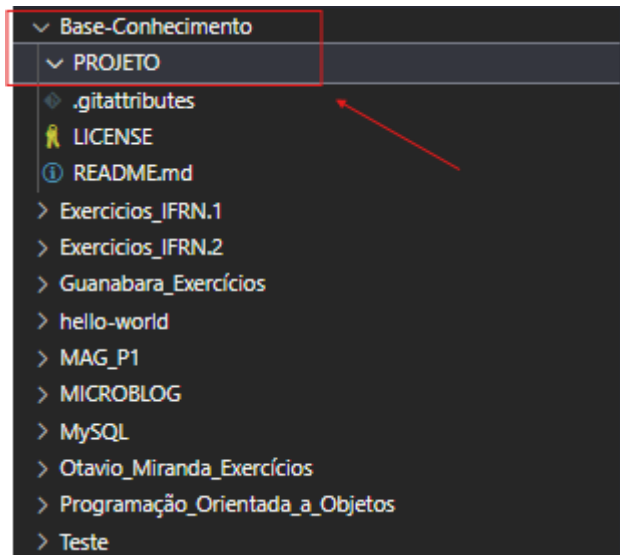 Base-Conhecimento
PROJETO
.gitattributes
LICENSE
README.md
Exercicios_IFRN.1
Exercicios_IFRN.2
Guanabara_Exercícios
hello-world
MAG_P1
MICROBLOG
MySQL
Otavio_Miranda_Exercícios
Programação_Orientada_a_Objetos
Teste